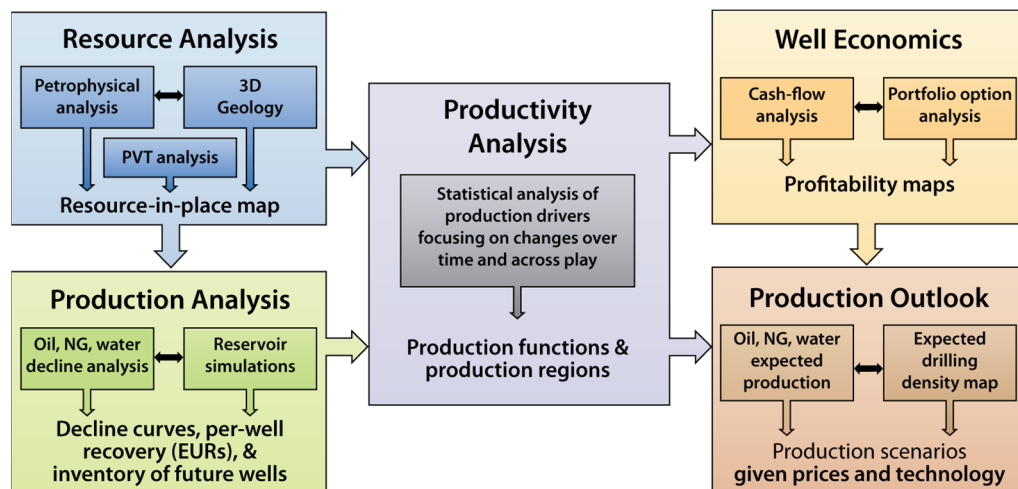 Resource Analysis
Petrophysical
analysis
3D
Geology
PVT analysis
Resource-in-place map
Production Analysis
Oil, NG, water
decline analysis
Reservoir
simulations
Decline curves, per-well
recovery (EURs), &
inventory of future wells
Productivity
Analysis
Statistical analysis of
production drivers
focusing on changes over
time and across play
Production functions &
production regions
Well Economics
Cash-flow
analysis
Portfolio option
analysis
Profitability maps
Production Outlook
Oil, NG, water
expected
production
Expected
drilling
density map
Production scenarios
given prices and technology